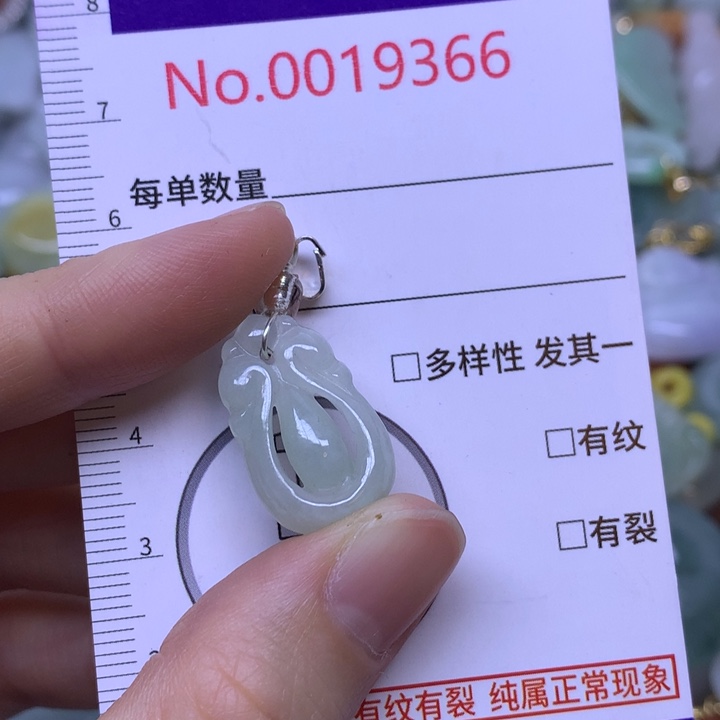 8
No.0019366
7
每单数量
6
□多样性 发其一
4
□有纹
□有裂
3
有纹有裂 纯属正常现象